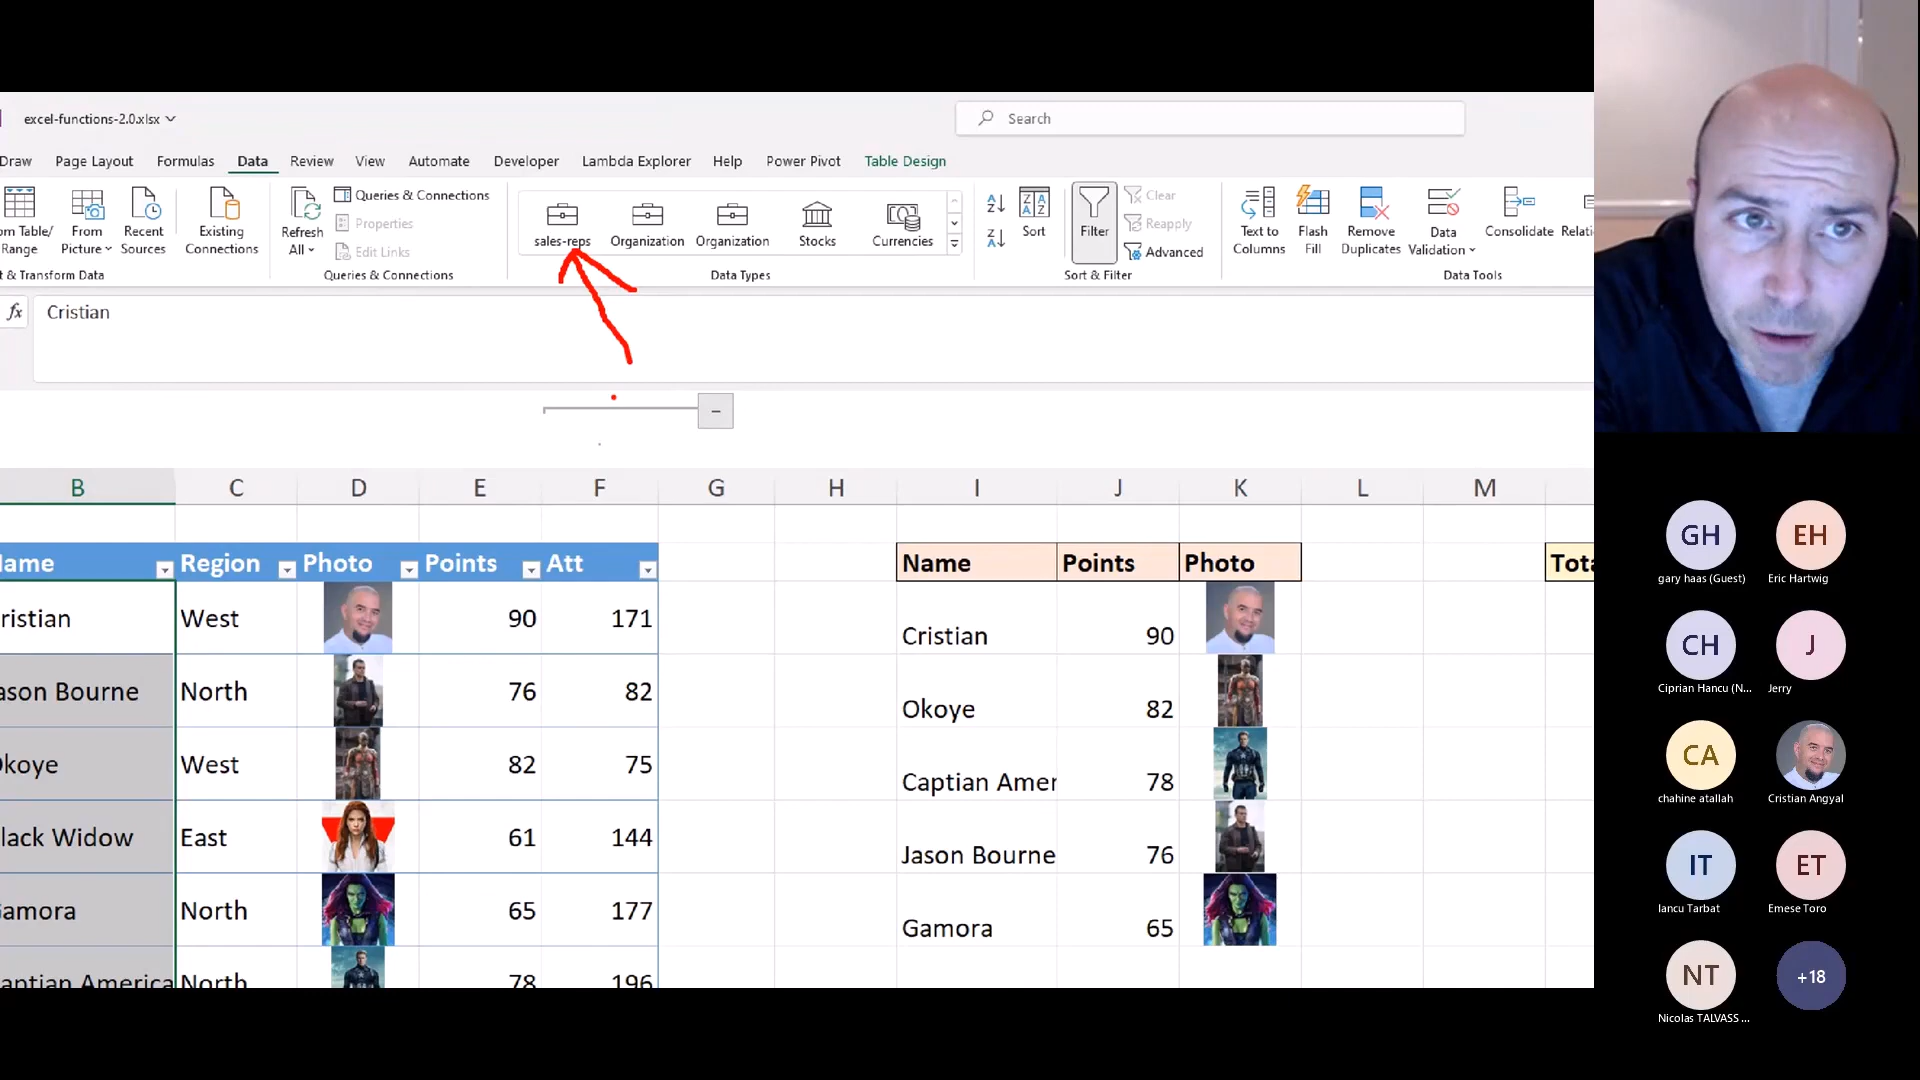 excel-functions-2.0.xlsx
Search
Draw Page Layout Formulas Data Review View Automate Developer Lambda Explorer Help Power Pivot Table Design
om Table/
Range
From
Picture
Recent
Sources
Existing
Connections
Refresh
All
Queries & Connections
Properties
Edit Links
sales-reps
Organization
Organization
Stocks
Currencies
Sort
Filter
Clear
Reapply
Advanced
Text to
Columns
Flash
Fill
Remove
Duplicates
Data
Validation
Consolidate
Relati
t & Transform Data
Queries & Connections
Data Types
Sort & Filter
Data Tools
fx Cristian
B C D E F G H I J K L M
lame Region Photo Points Att
Name Points Photo
Tota
ristian West 90 171
Cristian 90
ason Bourne North 76 82
Okoye 82
koye West 82 75
Captian Amer 78
lack Widow East 61 144
Jason Bourne 76
amora North 65 177
Gamora 65
aptian America North 78 196
GH
gary haas (Guest)
EH
Eric Hartwig
CH
Ciprian Hancu (N...
J
Jerry
CA
chahine atallah
Cristian Angyal
IT
Iancu Tarbat
ET
Emese Toro
NT
Nicolas TALVASS ...
+18